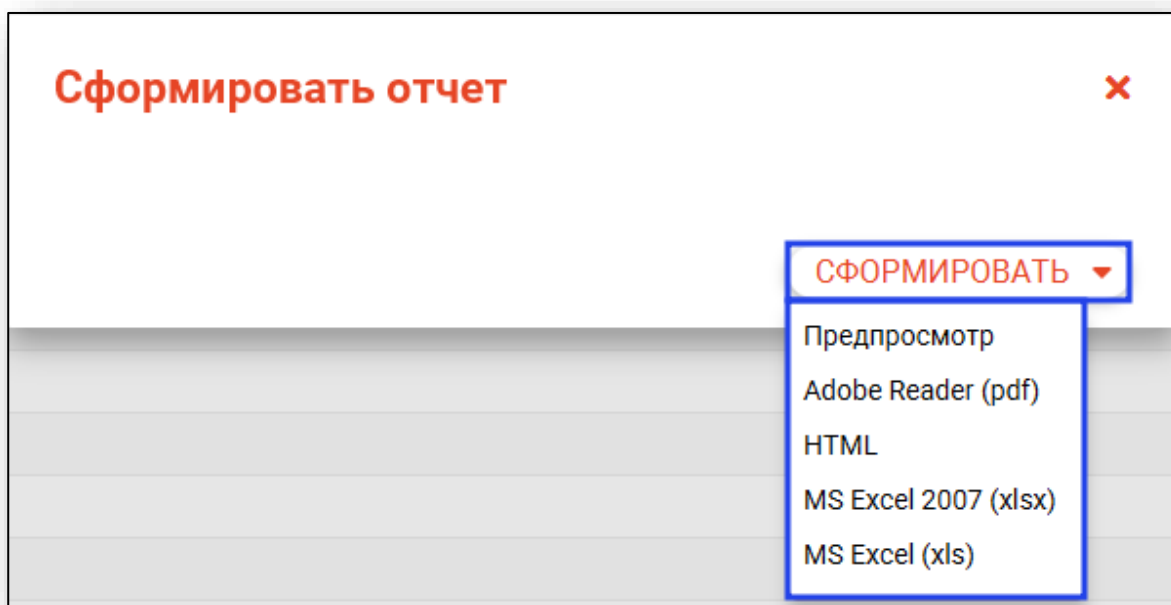 Сформировать отчет
СФОРМИРОВАТЬ
Предпросмотр
Adobe Reader (pdf)
HTML
MS Excel 2007 (xlsx)
MS Excel (xls)